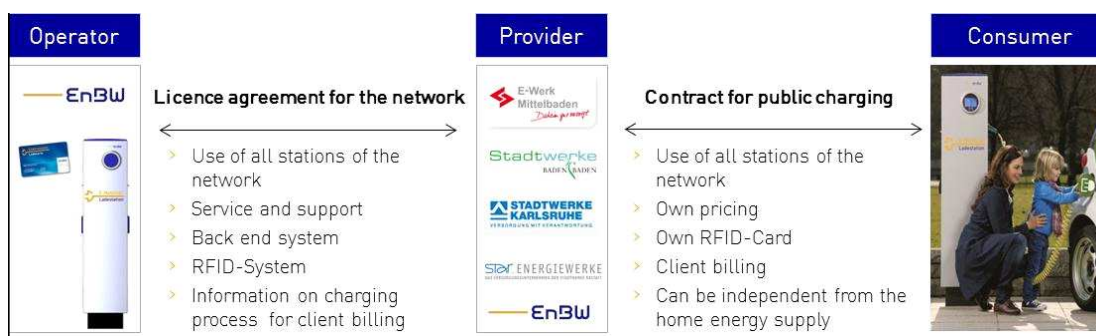 Operator
Provider
Consumer
EnBW
Licence agreement for the network
Use of all stations of the
network
Service and support
Back end system
RFID-System
Information on charging
process for client billing
E-Werk
Mittelbaden
Stadtwerke
BADEN BADEN
STADTWERKE
KARLSRUHE
VERSORGUNG MIT VERANTWORTUNG
star ENERGIEWERKE
EnBW
Contract for public charging
Use of all stations of the
network
Own pricing
Own RFID-Card
Client billing
Can be independent from the
home energy supply